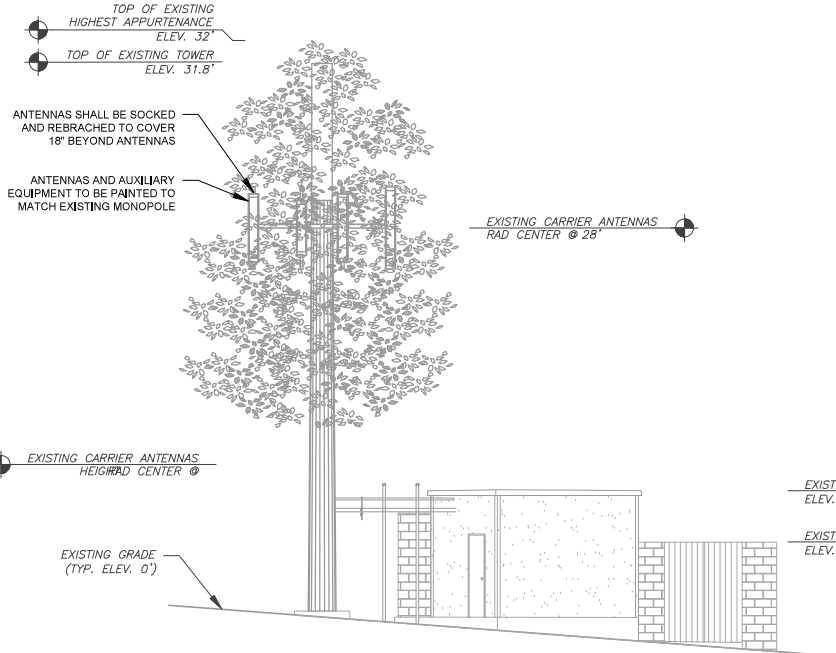 TOP OF EXISTING
HIGHEST APPURTENANCE
ELEV. 32'
TOP OF EXISTING TOWER
ELEV. 31.8'
ANTENNAS SHALL BE SOCKED
AND REBRACHED TO COVER
18" BEYOND ANTENNAS
ANTENNAS AND AUXILIARY
EQUIPMENT TO BE PAINTED TO
MATCH EXISTING MONOPOLE
EXISTING CARRIER ANTENNAS
RAD CENTER @ 28'
EXISTING CARRIER ANTENNAS
RAD CENTER @
EXISTING GRADE
(TYP. ELEV. 0')
EXIST
ELEV.
EXIST
ELEV.